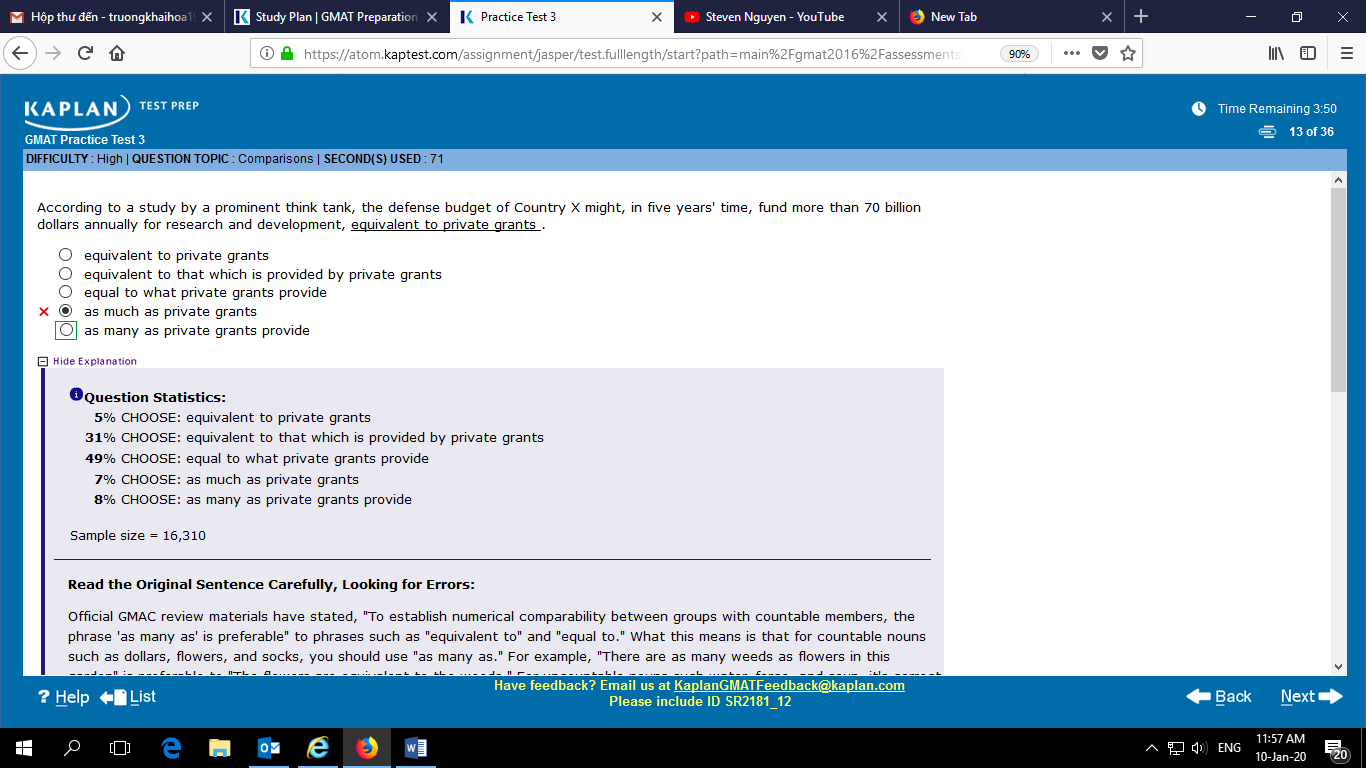 Hộp thư đến - truongkhaihoa1
Study Plan | GMAT Preparation
Practice Test 3
Steven Nguyen - YouTube
New Tab
https://atom.kaptest.com/assignment/jasper/test.fulllength/start?path=main%2Fgmat2016%2Fassessments
90%
KAPLAN TEST PREP
GMAT Practice Test 3
Time Remaining 3:50
13 of 36
DIFFICULTY : High | QUESTION TOPIC : Comparisons | SECOND(S) USED : 71
According to a study by a prominent think tank, the defense budget of Country X might, in five years' time, fund more than 70 billion
dollars annually for research and development, equivalent to private grants .
equivalent to private grants
equivalent to that which is provided by private grants
equal to what private grants provide
as much as private grants
as many as private grants provide
Hide Explanation
Question Statistics:
5% CHOOSE: equivalent to private grants
31% CHOOSE: equivalent to that which is provided by private grants
49% CHOOSE: equal to what private grants provide
7% CHOOSE: as much as private grants
8% CHOOSE: as many as private grants provide
Sample size = 16,310
Read the Original Sentence Carefully, Looking for Errors:
Official GMAC review materials have stated, "To establish numerical comparability between groups with countable members, the
phrase 'as many as' is preferable" to phrases such as "equivalent to" and "equal to." What this means is that for countable nouns
such as dollars, flowers, and socks, you should use "as many as." For example, "There are as many weeds as flowers in this
? Help
List
Have feedback? Email us at KaplanGMATFeedback@kaplan.com
Please include ID SR2181_12
Back
Next
ENG
11:57 AM
10-Jan-20
20